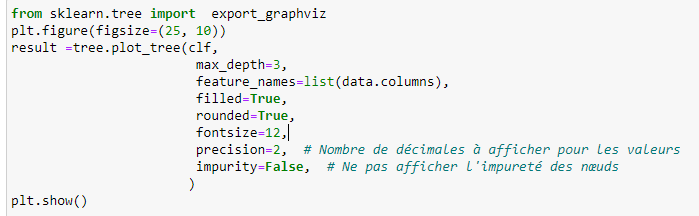 from sklearn.tree import  export_graphviz
plt.figure(figsize=(25, 10))
result =tree.plot_tree(clf,
                       max_depth=3,
                       feature_names=list(data.columns),
                       filled=True,
                       rounded=True,
                       fontsize=12,
                       precision=2,  # Nombre de décimales à afficher pour les valeurs
                       impurity=False,  # Ne pas afficher l'impureté des nœuds
                      )
plt.show()